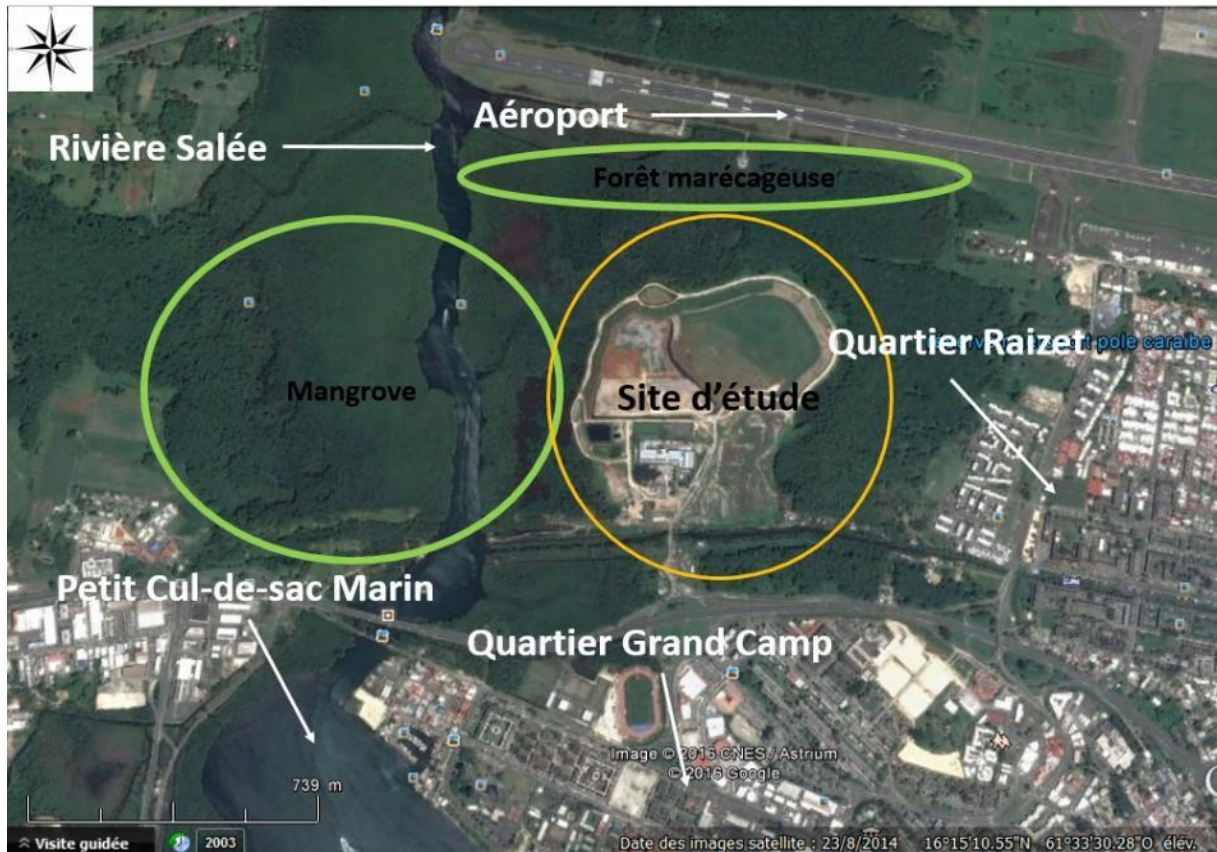 Aéroport
Rivière Salée
Forêt marécageuse
Quartier Raizet
pole caraibe
Mangrove
Site d'étude
Petit Cul-de-sac Marin
Quartier Grand Camp
Image © 2016 CNES / Astrium
© 2016 Google
739 m
Visite guidée
2003
Date des images satellite : 23/8/2014 16°15'10.55"N 61°33'30.28"O élév.